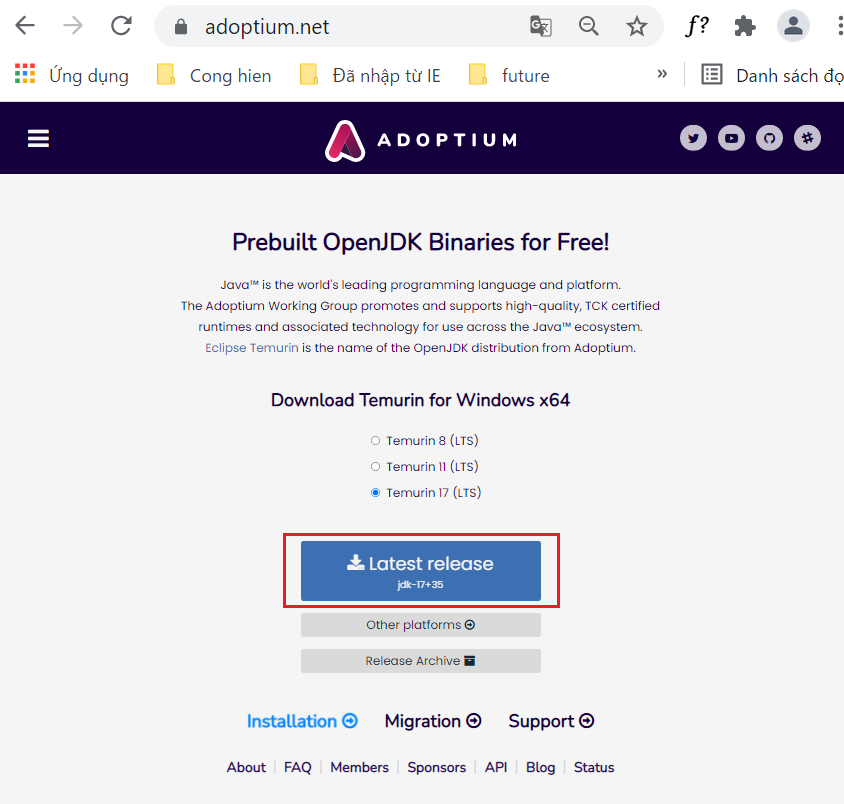 adoptium.net
f?
Ứng dụng
Cong hien
Đã nhập từ IE
future
»
Danh sách đọ
ADOPTIUM
Prebuilt OpenJDK Binaries for Free!
Java™ is the world's leading programming language and platform.
The Adoptium Working Group promotes and supports high-quality, TCK certified
runtimes and associated technology for use across the Java™ ecosystem.
Eclipse Temurin is the name of the OpenJDK distribution from Adoptium.
Download Temurin for Windows x64
Temurin 8 (LTS)
Temurin 11 (LTS)
Temurin 17 (LTS)
Latest release
jdk-17+35
Other platforms
Release Archive
Installation Migration Support
About | FAQ | Members | Sponsors | API | Blog | Status